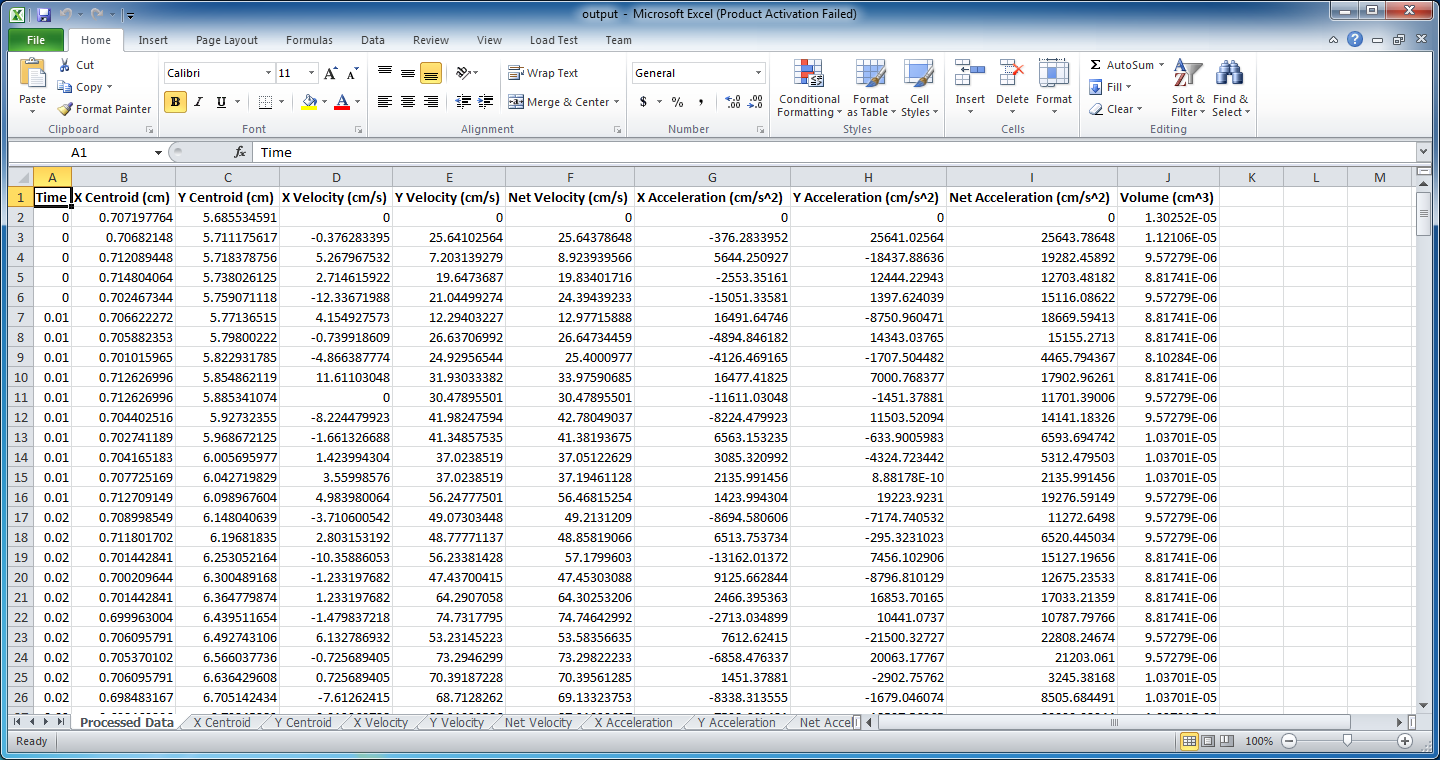 output - Microsoft Excel (Product Activation Failed)
File Home Insert Page Layout Formulas Data Review View Load Test Team
Paste Cut Copy Format Painter Clipboard
Calibri 11 A A B I U A Font
Wrap Text Merge & Center Alignment
General $ % , .00 .0 Number
Conditional Formatting Format as Table Cell Styles Styles
Insert Delete Format Cells
Σ AutoSum Fill Clear Sort & Filter Find & Select Editing
A1 fx Time
A B C D E F G H I J K L M
1 Time X Centroid (cm) Y Centroid (cm) X Velocity (cm/s) Y Velocity (cm/s) Net Velocity (cm/s) X Acceleration (cm/s^2) Y Acceleration (cm/s^2) Net Acceleration (cm/s^2) Volume (cm^3)
2 0 0.707197764 5.685534591 0 0 0 0 0 0 1.30252E-05
3 0 0.70682148 5.711175617 -0.376283395 25.64102564 25.64378648 -376.2833952 25641.02564 25643.78648 1.12106E-05
4 0 0.712089448 5.718378756 5.267967532 7.203139279 8.923939566 5644.250927 -18437.88636 19282.45892 9.57279E-06
5 0 0.714804064 5.738026125 2.714615922 19.6473687 19.83401716 -2553.35161 12444.22943 12703.48182 8.81741E-06
6 0 0.702467344 5.759071118 -12.33671988 21.04499274 24.39439233 -15051.33581 1397.624039 15116.08622 9.57279E-06
7 0.01 0.706622272 5.77136515 4.154927573 12.29403227 12.97715888 16491.64746 -8750.960471 18669.59413 8.81741E-06
8 0.01 0.705882353 5.79800222 -0.739918609 26.63706992 26.64734459 -4894.846182 14343.03765 15155.2713 8.81741E-06
9 0.01 0.701015965 5.822931785 -4.866387774 24.92956544 25.4000977 -4126.469165 -1707.504482 4465.794367 8.10284E-06
10 0.01 0.712626996 5.854862119 11.61103048 31.93033382 33.97590685 16477.41825 7000.768377 17902.96261 8.81741E-06
11 0.01 0.712626996 5.885341074 0 30.47895501 30.47895501 -11611.03048 -1451.37881 11701.39006 9.57279E-06
12 0.01 0.704402516 5.92732355 -8.224479923 41.98247594 42.78049037 -8224.479923 11503.52094 14141.18326 9.57279E-06
13 0.01 0.702741189 5.968672125 -1.661326688 41.34857535 41.38193675 6563.153235 -633.9005983 6593.694742 1.03701E-05
14 0.01 0.704165183 6.005695977 1.423994304 37.0238519 37.05122629 3085.320992 -4324.723442 5312.479503 1.03701E-05
15 0.01 0.707725169 6.042719829 3.55998576 37.0238519 37.19461128 2135.991456 8.88178E-10 2135.991456 1.03701E-05
16 0.01 0.712709149 6.098967604 4.983980064 56.24777501 56.46815254 1423.994304 19223.9231 19276.59149 9.57279E-06
17 0.02 0.708998549 6.148040639 -3.710600542 49.07303448 49.2131209 -8694.580606 -7174.740532 11272.6498 9.57279E-06
18 0.02 0.711801702 6.19681835 2.803153192 48.77771137 48.85819066 6513.753734 -295.3231023 6520.445034 9.57279E-06
19 0.02 0.701442841 6.253052164 -10.35886053 56.23381428 57.1799603 -13162.01372 7456.102906 15127.19656 8.81741E-06
20 0.02 0.700209644 6.300489168 -1.233197682 47.43700415 47.45303088 9125.662844 -8796.810129 12675.23533 8.81741E-06
21 0.02 0.701442841 6.364779874 1.233197682 64.2907058 64.30253206 2466.395363 16853.70165 17033.21359 8.81741E-06
22 0.02 0.699963004 6.439511654 -1.479837218 74.7317795 74.74642992 -2713.034899 10441.0737 10787.79766 8.81741E-06
23 0.02 0.706095791 6.492743106 6.132786932 53.23145223 53.58356635 7612.62415 -21500.32727 22808.24674 9.57279E-06
24 0.02 0.705370102 6.566037736 -0.725689405 73.2946299 73.29822233 -6858.476337 20063.17767 21203.061 9.57279E-06
25 0.02 0.706095791 6.636429608 0.725689405 70.39187228 70.39561285 1451.37881 -2902.75762 3245.38168 1.03701E-05
26 0.02 0.698483167 6.705142434 -7.61262415 68.7128262 69.13323753 -8338.313555 -1679.046074 8505.684491 1.03701E-05
Processed Data X Centroid Y Centroid X Velocity Y Velocity Net Velocity X Acceleration Y Acceleration Net Accel
Ready 100%